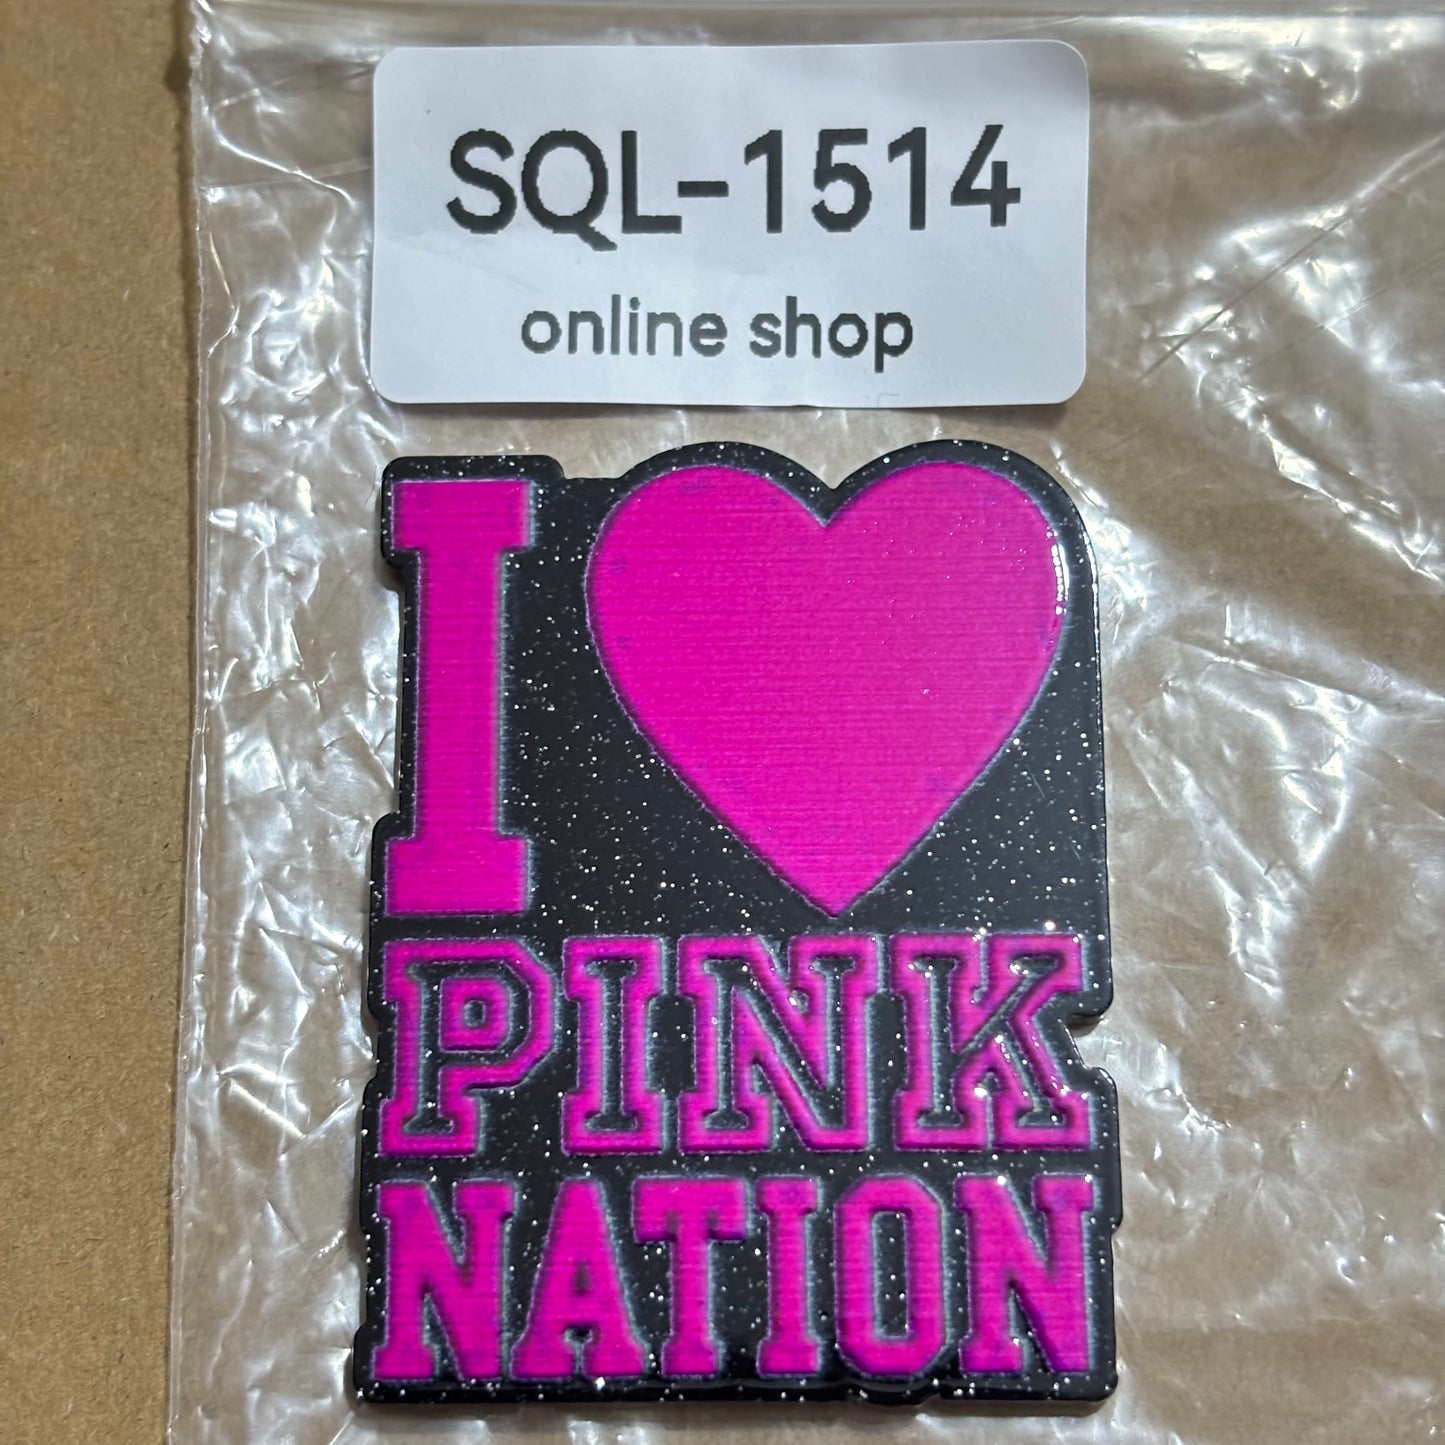 SQL-1514
online shop
I
PINK
NATION